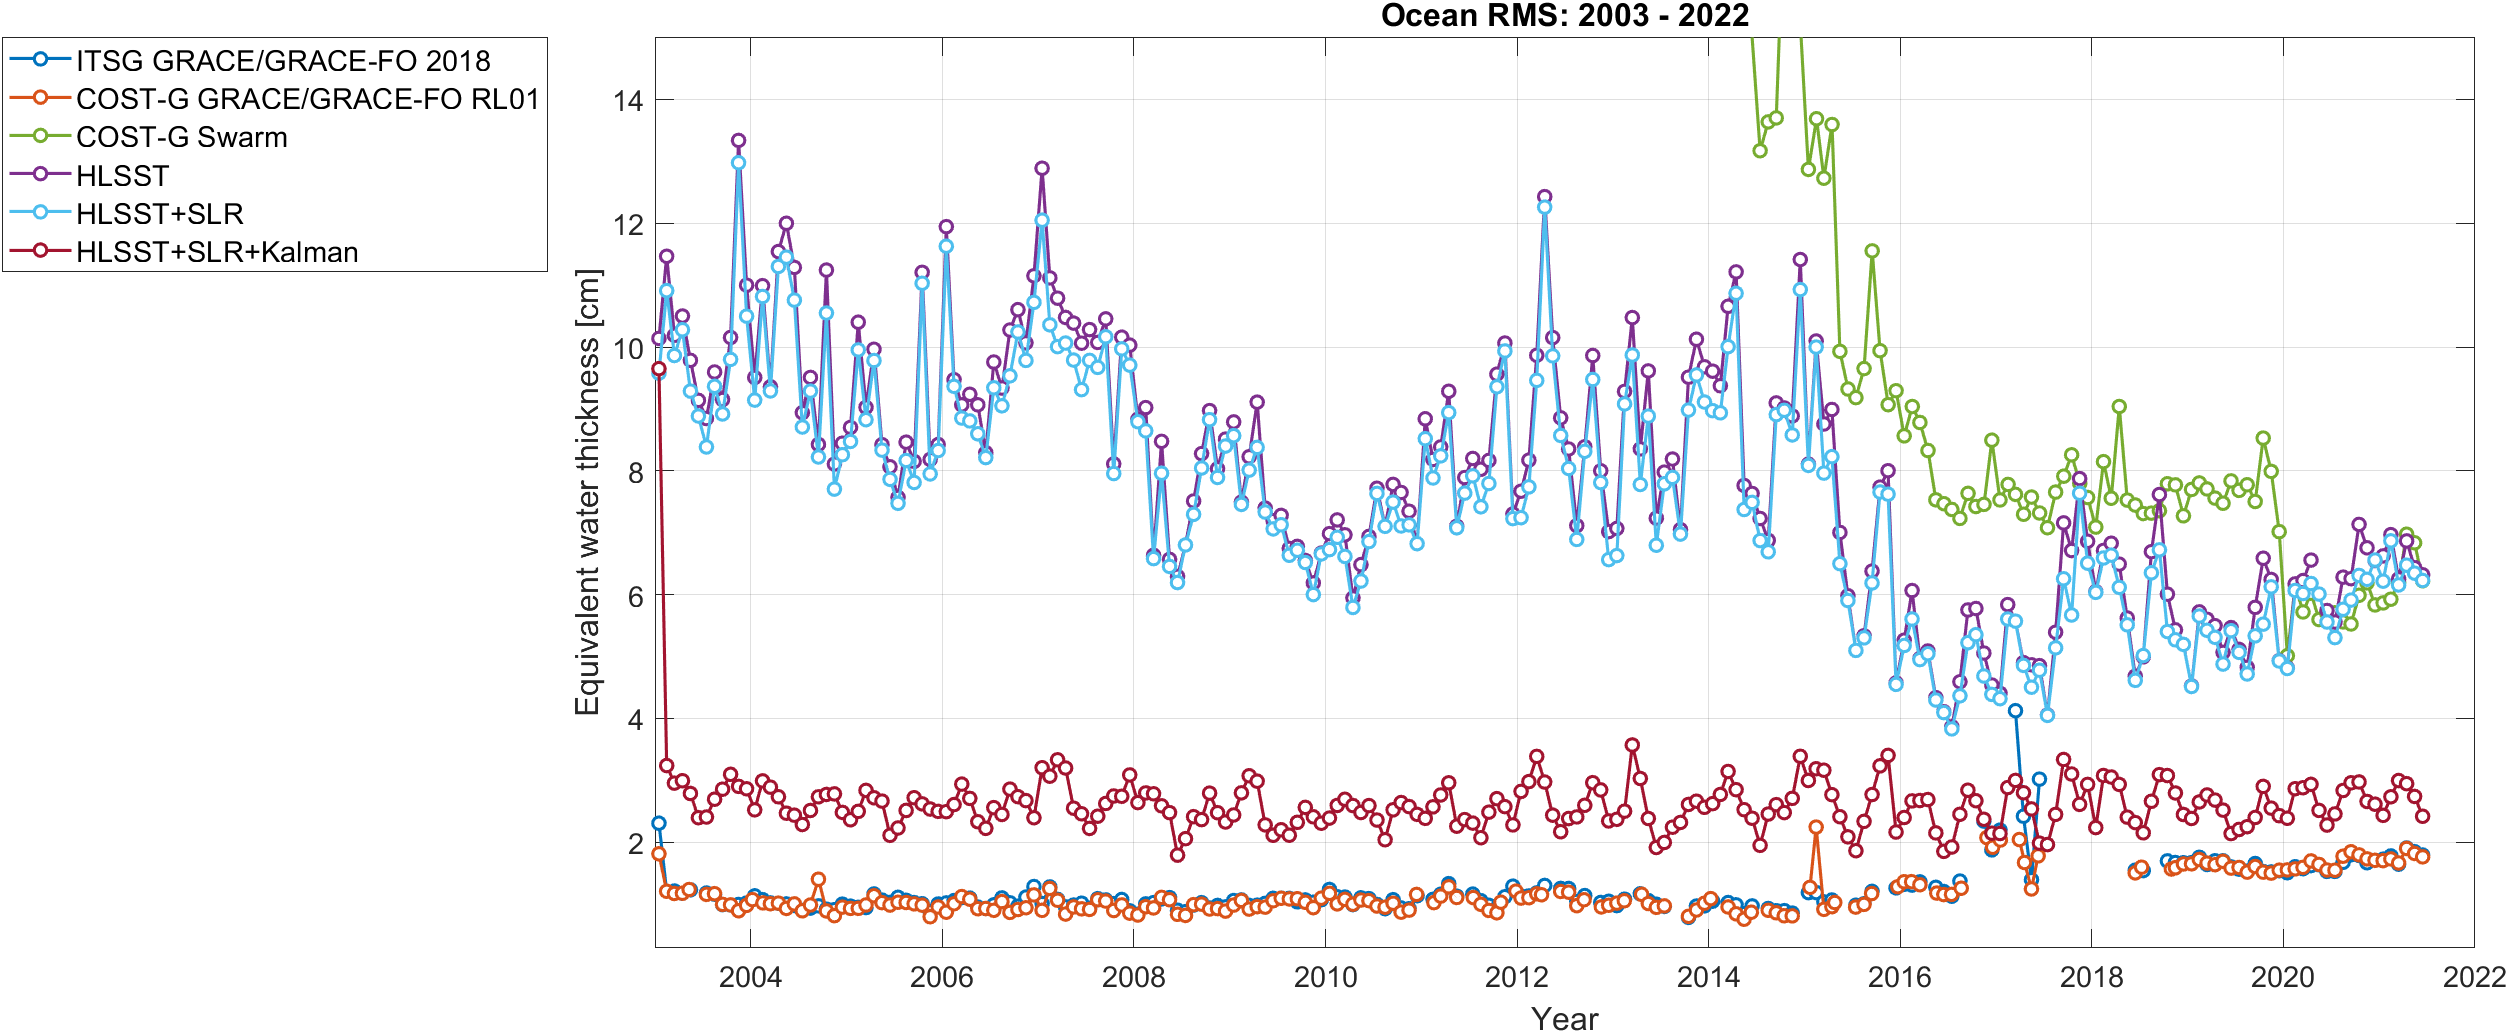 Ocean RMS: 2003 - 2022
ITSG GRACE/GRACE-FO 2018
COST-G GRACE/GRACE-FO RL01
COST-G Swarm
HLSST
HLSST+SLR
HLSST+SLR+Kalman
Equivalent water thickness [cm]
14
12
10
8
6
4
2
2004 2006 2008 2010 2012 2014 2016 2018 2020 2022
Year